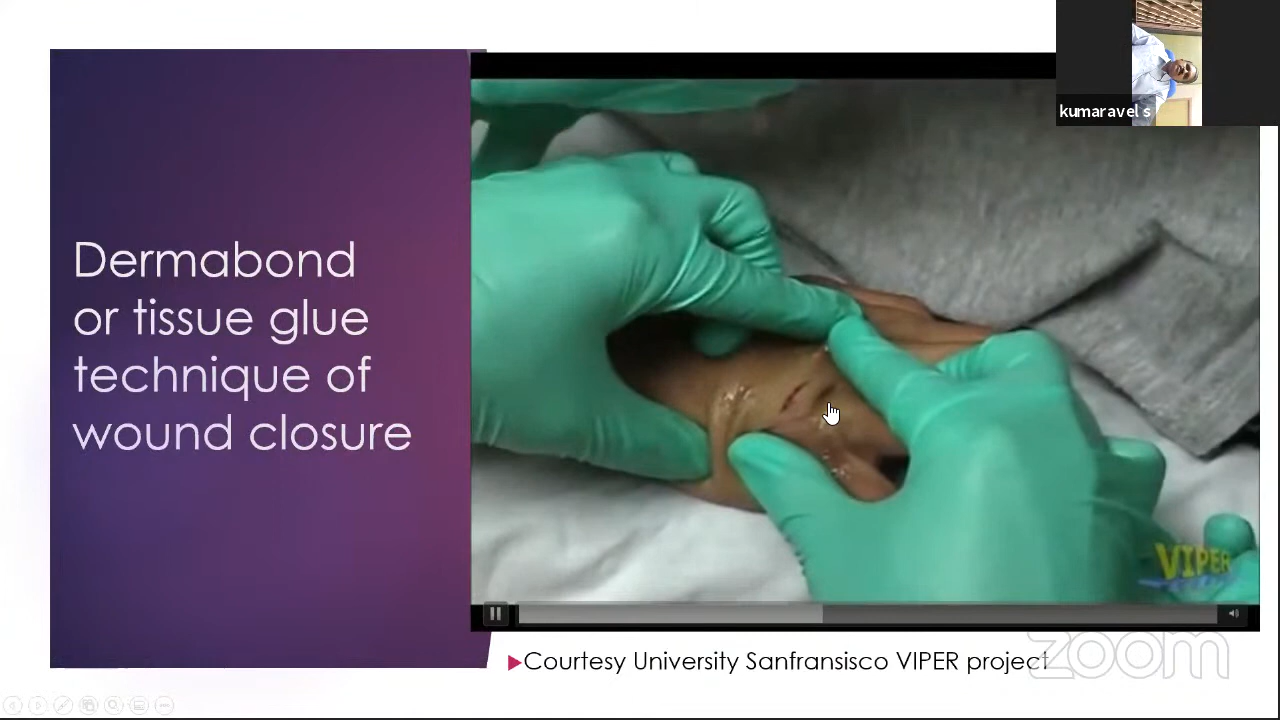 kumaravel s
Dermabond
or tissue glue
technique of
wound closure
VIPER
Courtesy University Sanfransisco VIPER project
zoom